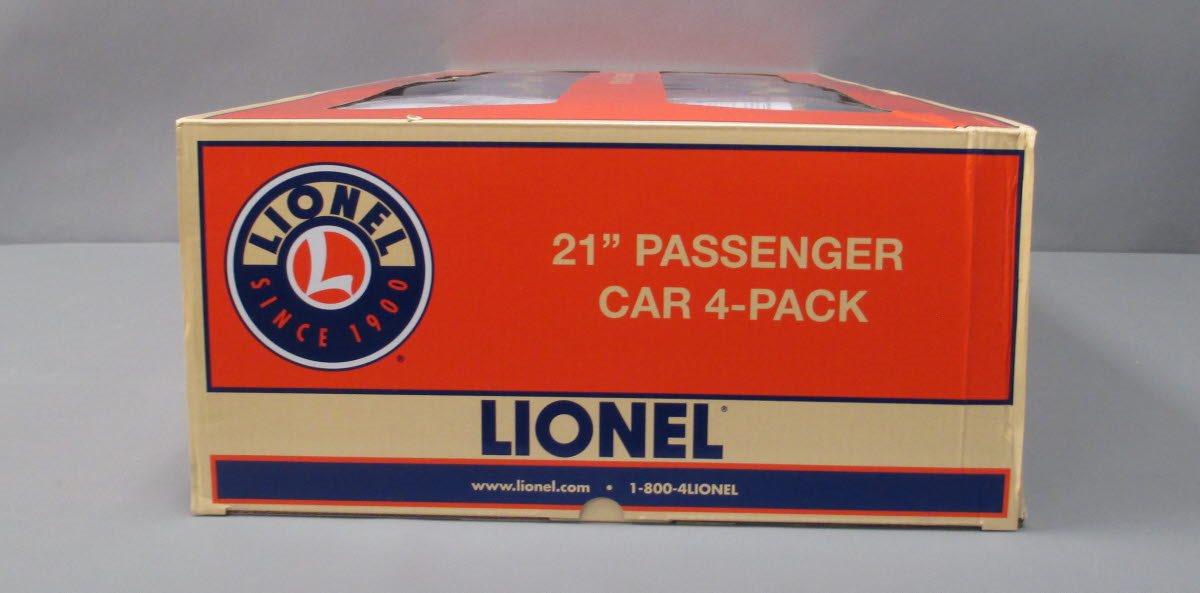 LIONEL
L
SINCE 1900
®
21” PASSENGER
CAR 4-PACK
LIONEL®
www.lionel.com • 1-800-4LIONEL